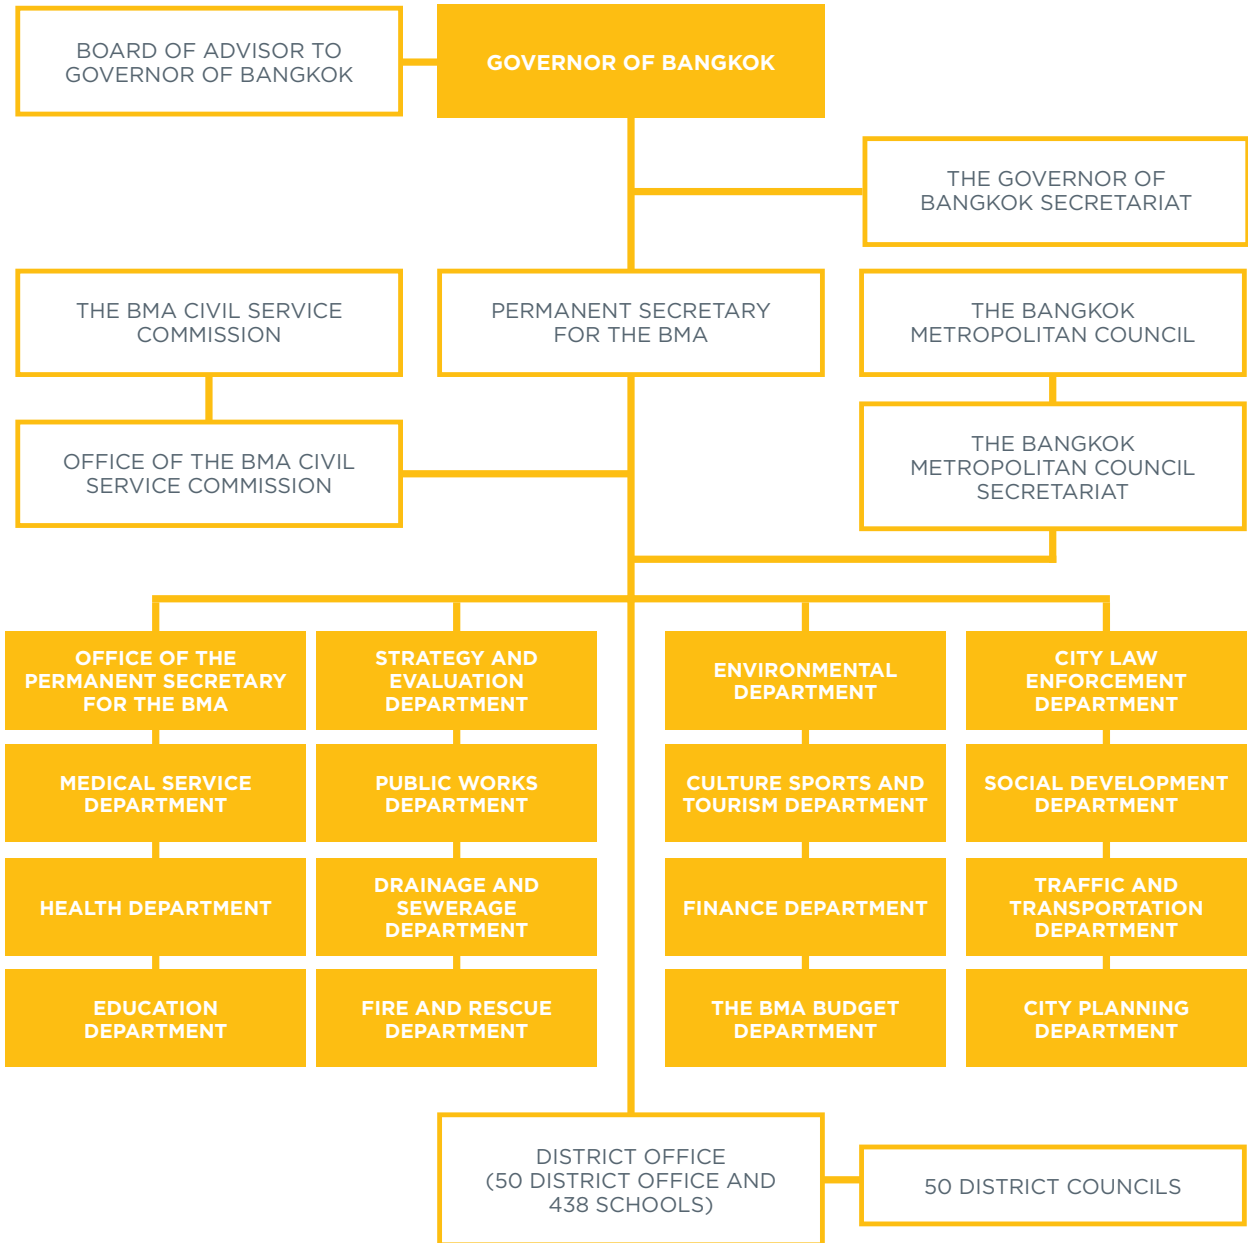 BOARD OF ADVISOR TO
GOVERNOR OF BANGKOK
GOVERNOR OF BANGKOK
THE GOVERNOR OF
BANGKOK SECRETARIAT
THE BMA CIVIL SERVICE
COMMISSION
PERMANENT SECRETARY
FOR THE BMA
THE BANGKOK
METROPOLITAN COUNCIL
OFFICE OF THE BMA CIVIL
SERVICE COMMISSION
THE BANGKOK
METROPOLITAN COUNCIL
SECRETARIAT
OFFICE OF THE
PERMANENT SECRETARY
FOR THE BMA
STRATEGY AND
EVALUATION
DEPARTMENT
ENVIRONMENTAL
DEPARTMENT
CITY LAW
ENFORCEMENT
DEPARTMENT
MEDICAL SERVICE
DEPARTMENT
PUBLIC WORKS
DEPARTMENT
CULTURE SPORTS AND
TOURISM DEPARTMENT
SOCIAL DEVELOPMENT
DEPARTMENT
HEALTH DEPARTMENT
DRAINAGE AND
SEWERAGE
DEPARTMENT
FINANCE DEPARTMENT
TRAFFIC AND
TRANSPORTATION
DEPARTMENT
EDUCATION
DEPARTMENT
FIRE AND RESCUE
DEPARTMENT
THE BMA BUDGET
DEPARTMENT
CITY PLANNING
DEPARTMENT
DISTRICT OFFICE
(50 DISTRICT OFFICE AND
438 SCHOOLS)
50 DISTRICT COUNCILS